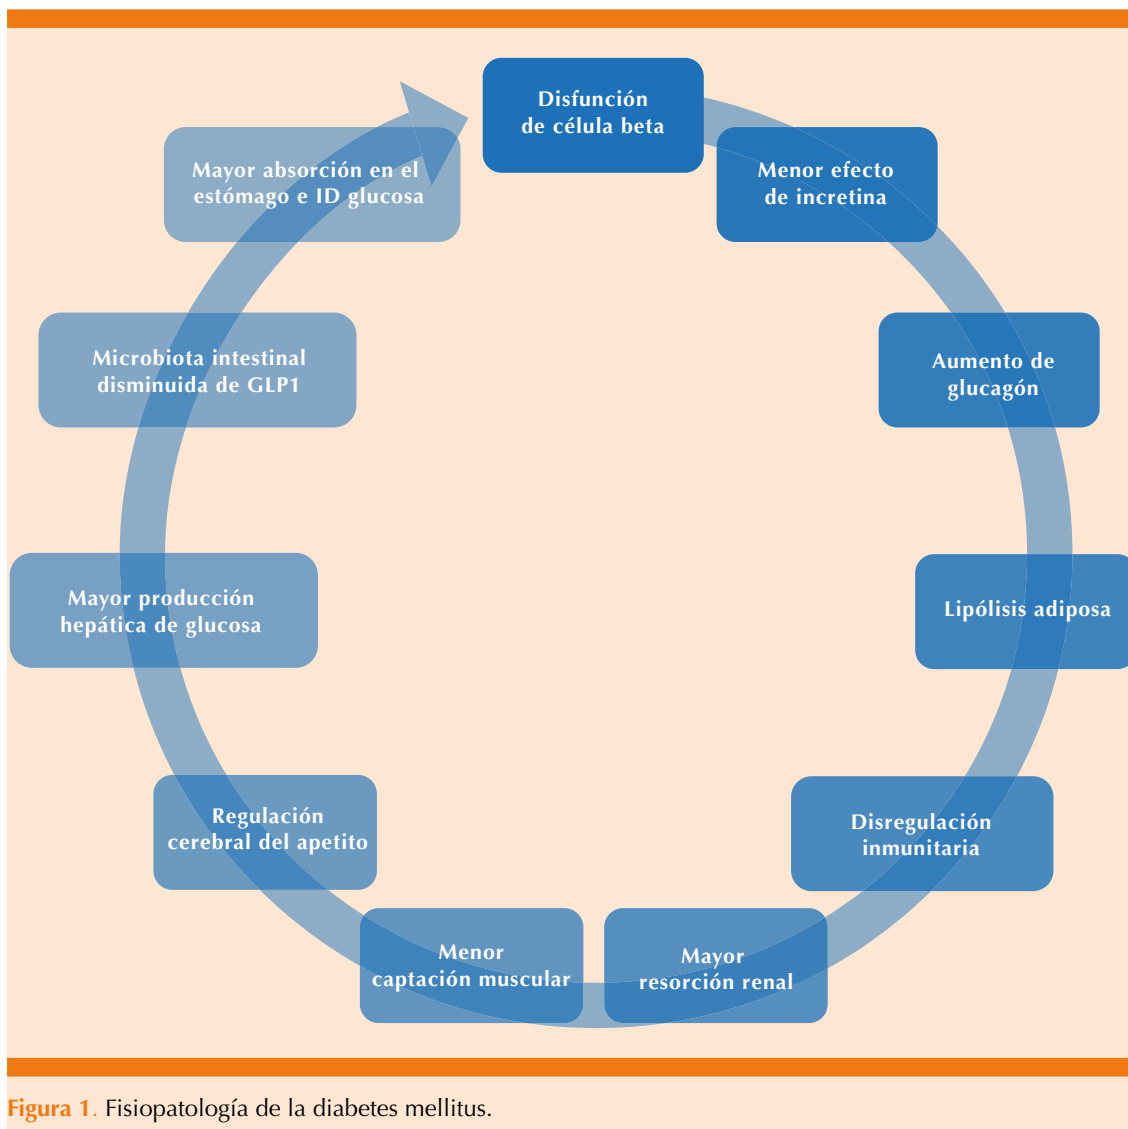 Disfunción
de célula beta
Menor efecto
de incretina
Aumento de
glucagón
Lipólisis adiposa
Disregulación
inmunitaria
Mayor
resorción renal
Menor
captación muscular
Regulación
cerebral del apetito
Mayor producción
hepática de glucosa
Microbiota intestinal
disminuida de GLP1
Mayor absorción en el
estómago e ID glucosa
Figura 1. Fisiopatología de la diabetes mellitus.